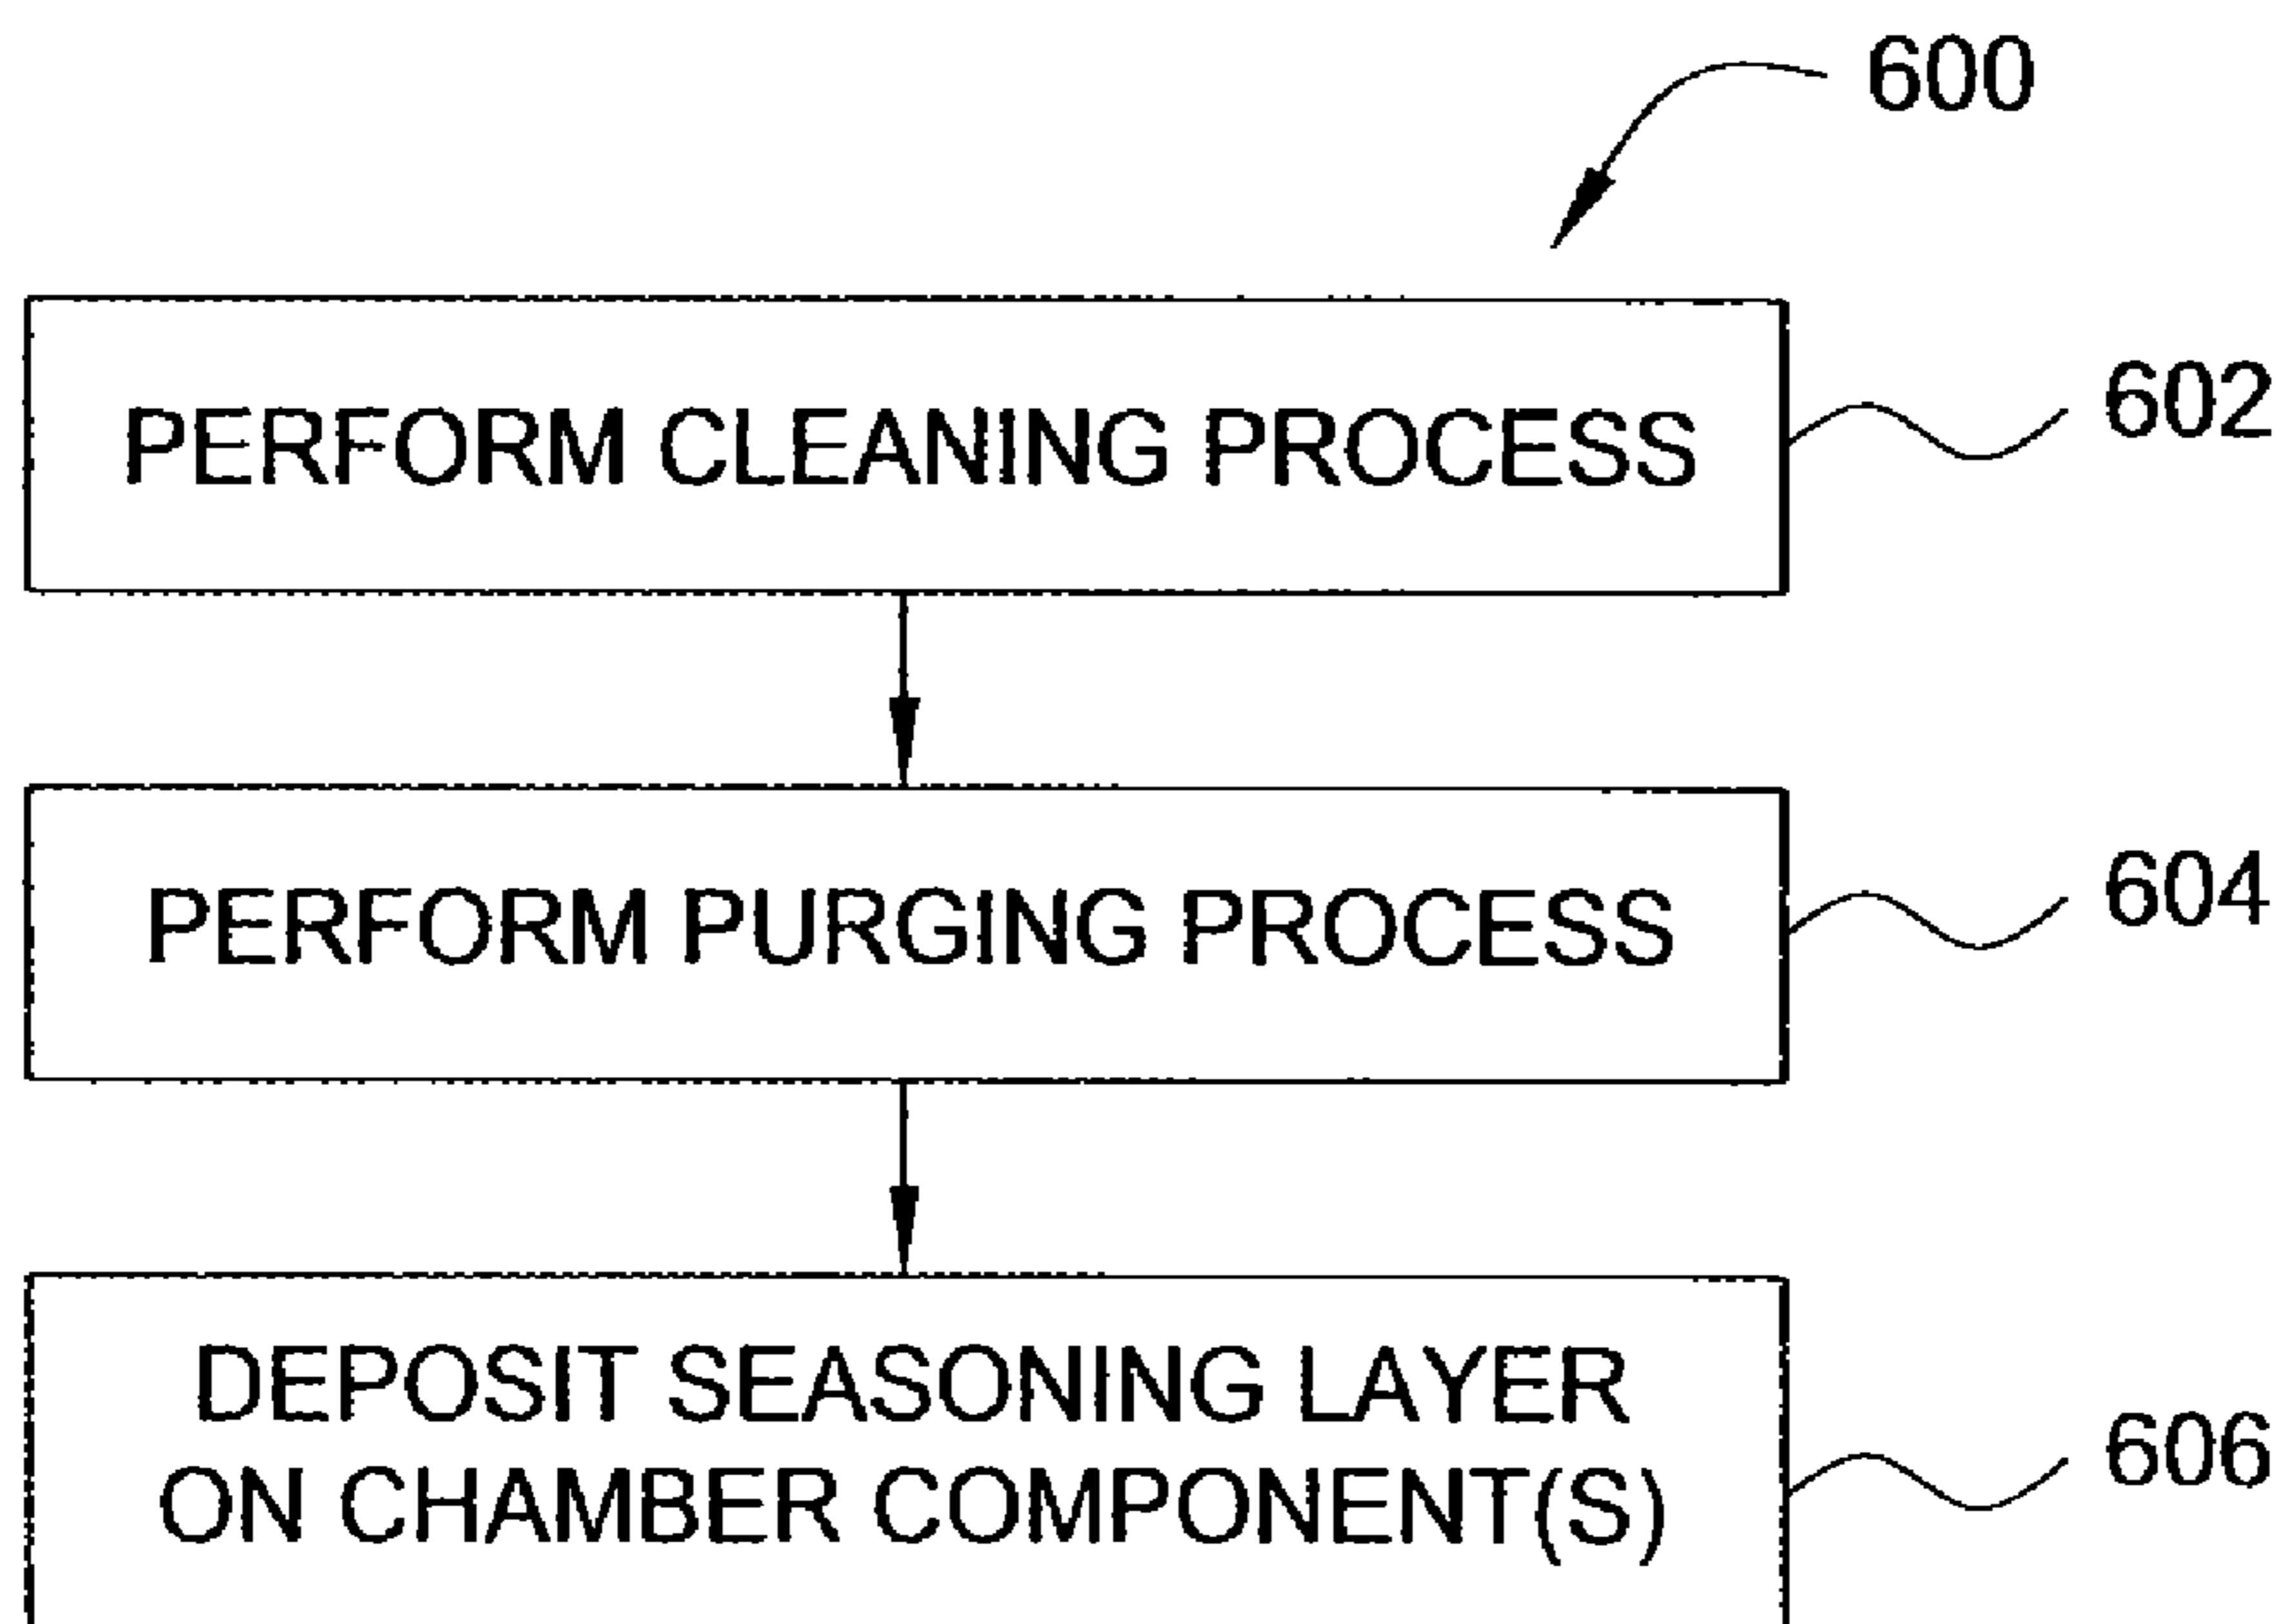 600
PERFORM CLEANING PROCESS
602
PERFORM PURGING PROCESS
604
DEPOSIT SEASONING LAYER
ON CHAMBER COMPONENT(S)
606